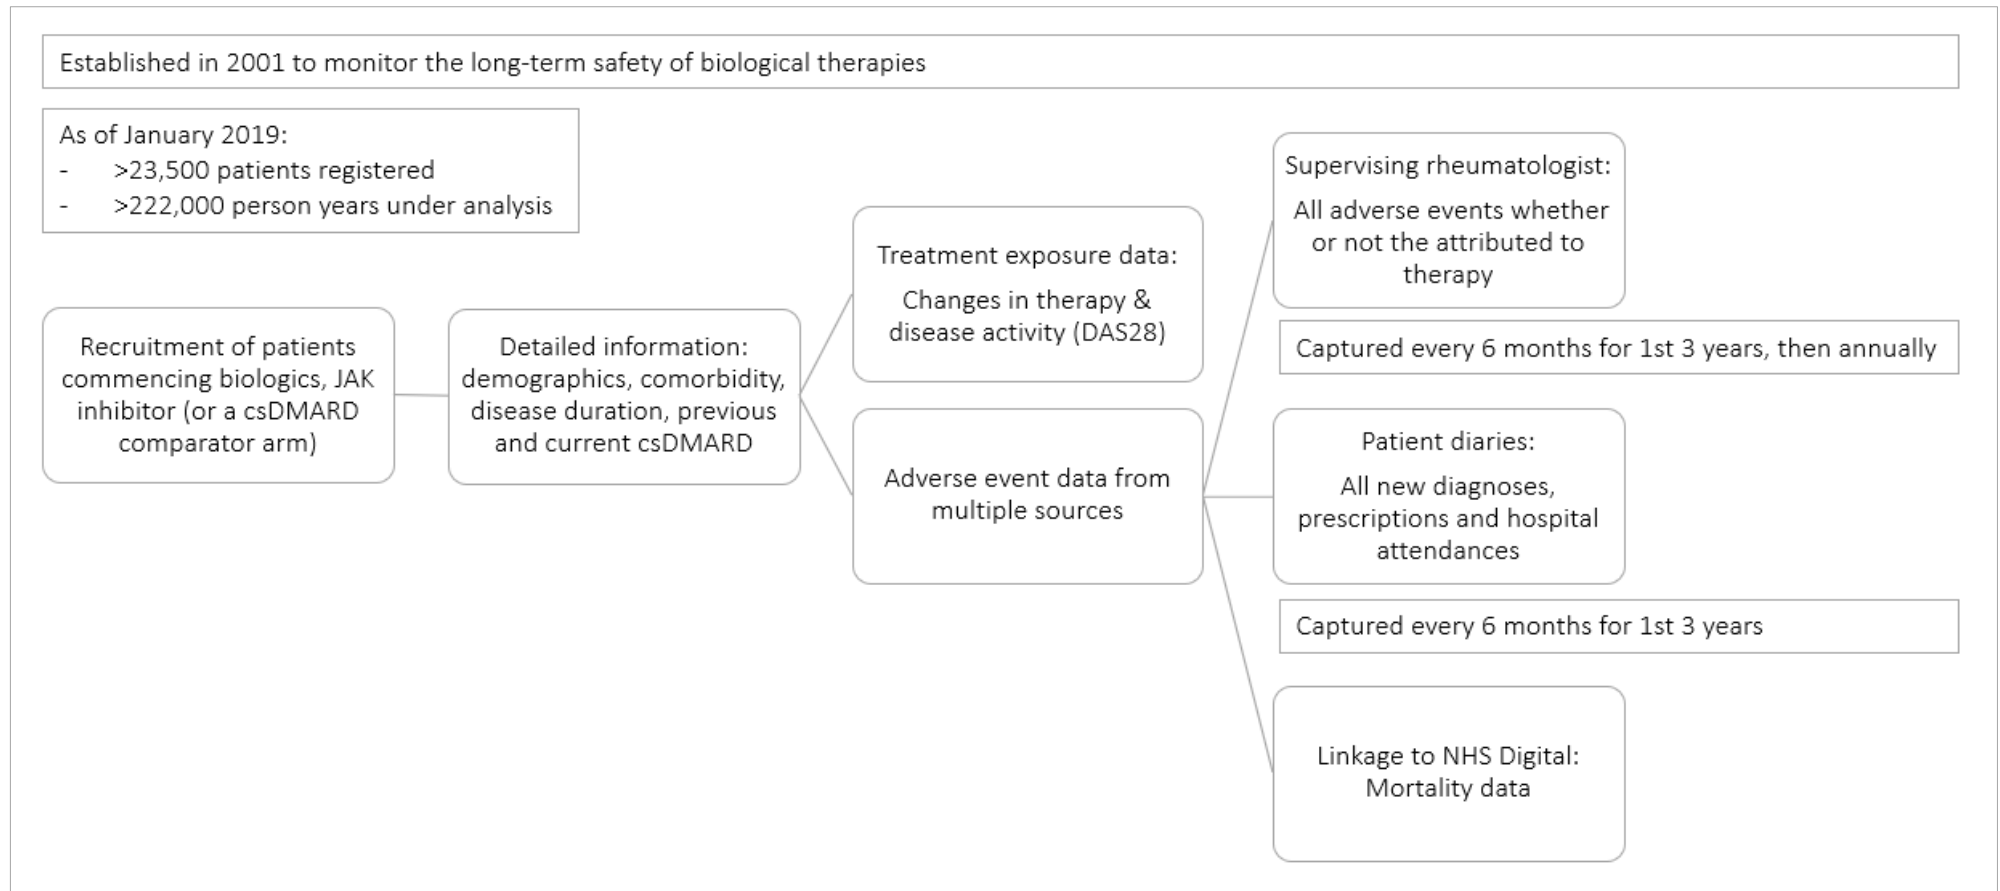 Established in 2001 to monitor the long-term safety of biological therapies
As of January 2019:
- >23,500 patients registered
- >222,000 person years under analysis
Recruitment of patients
commencing biologics, JAK
inhibitor (or a csDMARD
comparator arm)
Detailed information:
demographics, comorbidity,
disease duration, previous
and current csDMARD
Treatment exposure data:
Changes in therapy &
disease activity (DAS28)
Adverse event data from
multiple sources
Supervising rheumatologist:
All adverse events whether
or not the attributed to
therapy
Captured every 6 months for 1st 3 years, then annually
Patient diaries:
All new diagnoses,
prescriptions and hospital
attendances
Captured every 6 months for 1st 3 years
Linkage to NHS Digital:
Mortality data